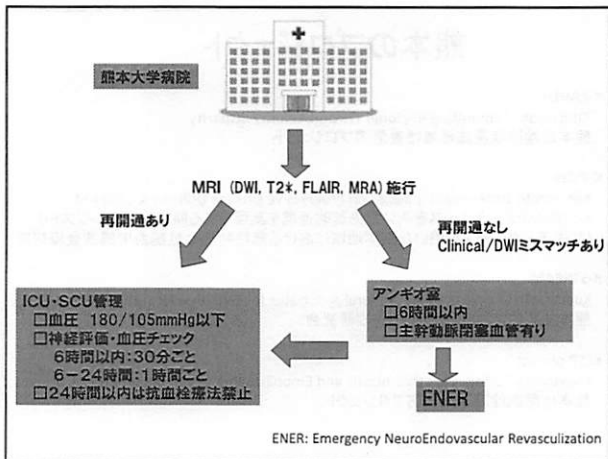 熊本大学病院
MRI (DWI, T2*, FLAIR, MRA) 施行
再開通あり
再開通なし
Clinical/DWIミスマッチあり
ICU・SCU管理
□血圧 180/105mmHg以下
□神経評価・血圧チェック
6時間以内:30分ごと
6-24時間:1時間ごと
□24時間以内は抗血栓療法禁止
アンギオ室
□6時間以内
□主幹動脈閉塞血管有り
ENER
ENER: Emergency NeuroEndovascular Revasculization